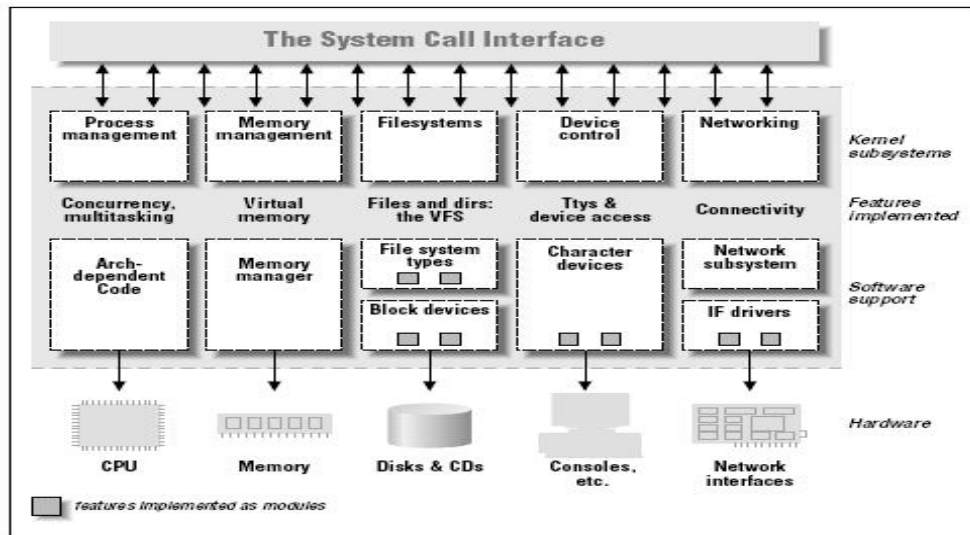 The System Call Interface
Process
management
Memory
management
Filesystems
Device
control
Networking
Kernel
subsystems
Concurrency,
multitasking
Virtual
memory
Files and dirs:
the VFS
Ttys &
device access
Connectivity
Features
implemented
Arch-
dependent
Code
Memory
manager
File system
types
Block devices
Character
devices
Network
subsystem
IF drivers
Software
support
CPU
Memory
Disks & CDs
Consoles,
etc.
Network
interfaces
Hardware
features implemented as modules